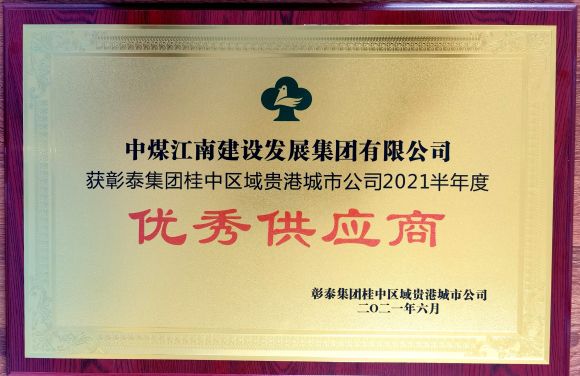 中煤江南建设发展集团有限公司
获彰泰集团桂中区域贵港城市公司2021半年度
优秀供应商
彰泰集团桂中区域贵港城市公司
二〇二一年六月